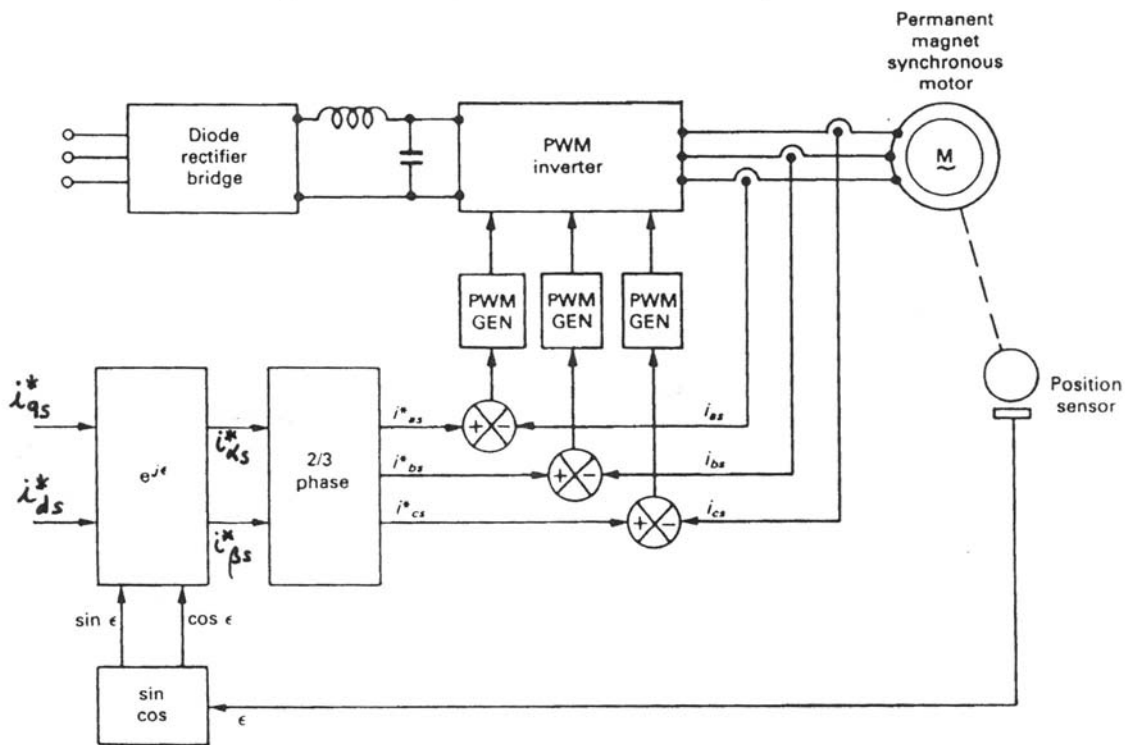 Permanent
magnet
synchronous
motor
Diode
rectifier
bridge
PWM
inverter
M
~
PWM
GEN
PWM
GEN
PWM
GEN
Position
sensor
i*qs
i*ds
e^jϵ
i*αs
i*βs
2/3
phase
i*as
+ −
ias
i*bs
+ −
ibs
i*cs
+ −
ics
sin ϵ
cos ϵ
sin
cos
ϵ